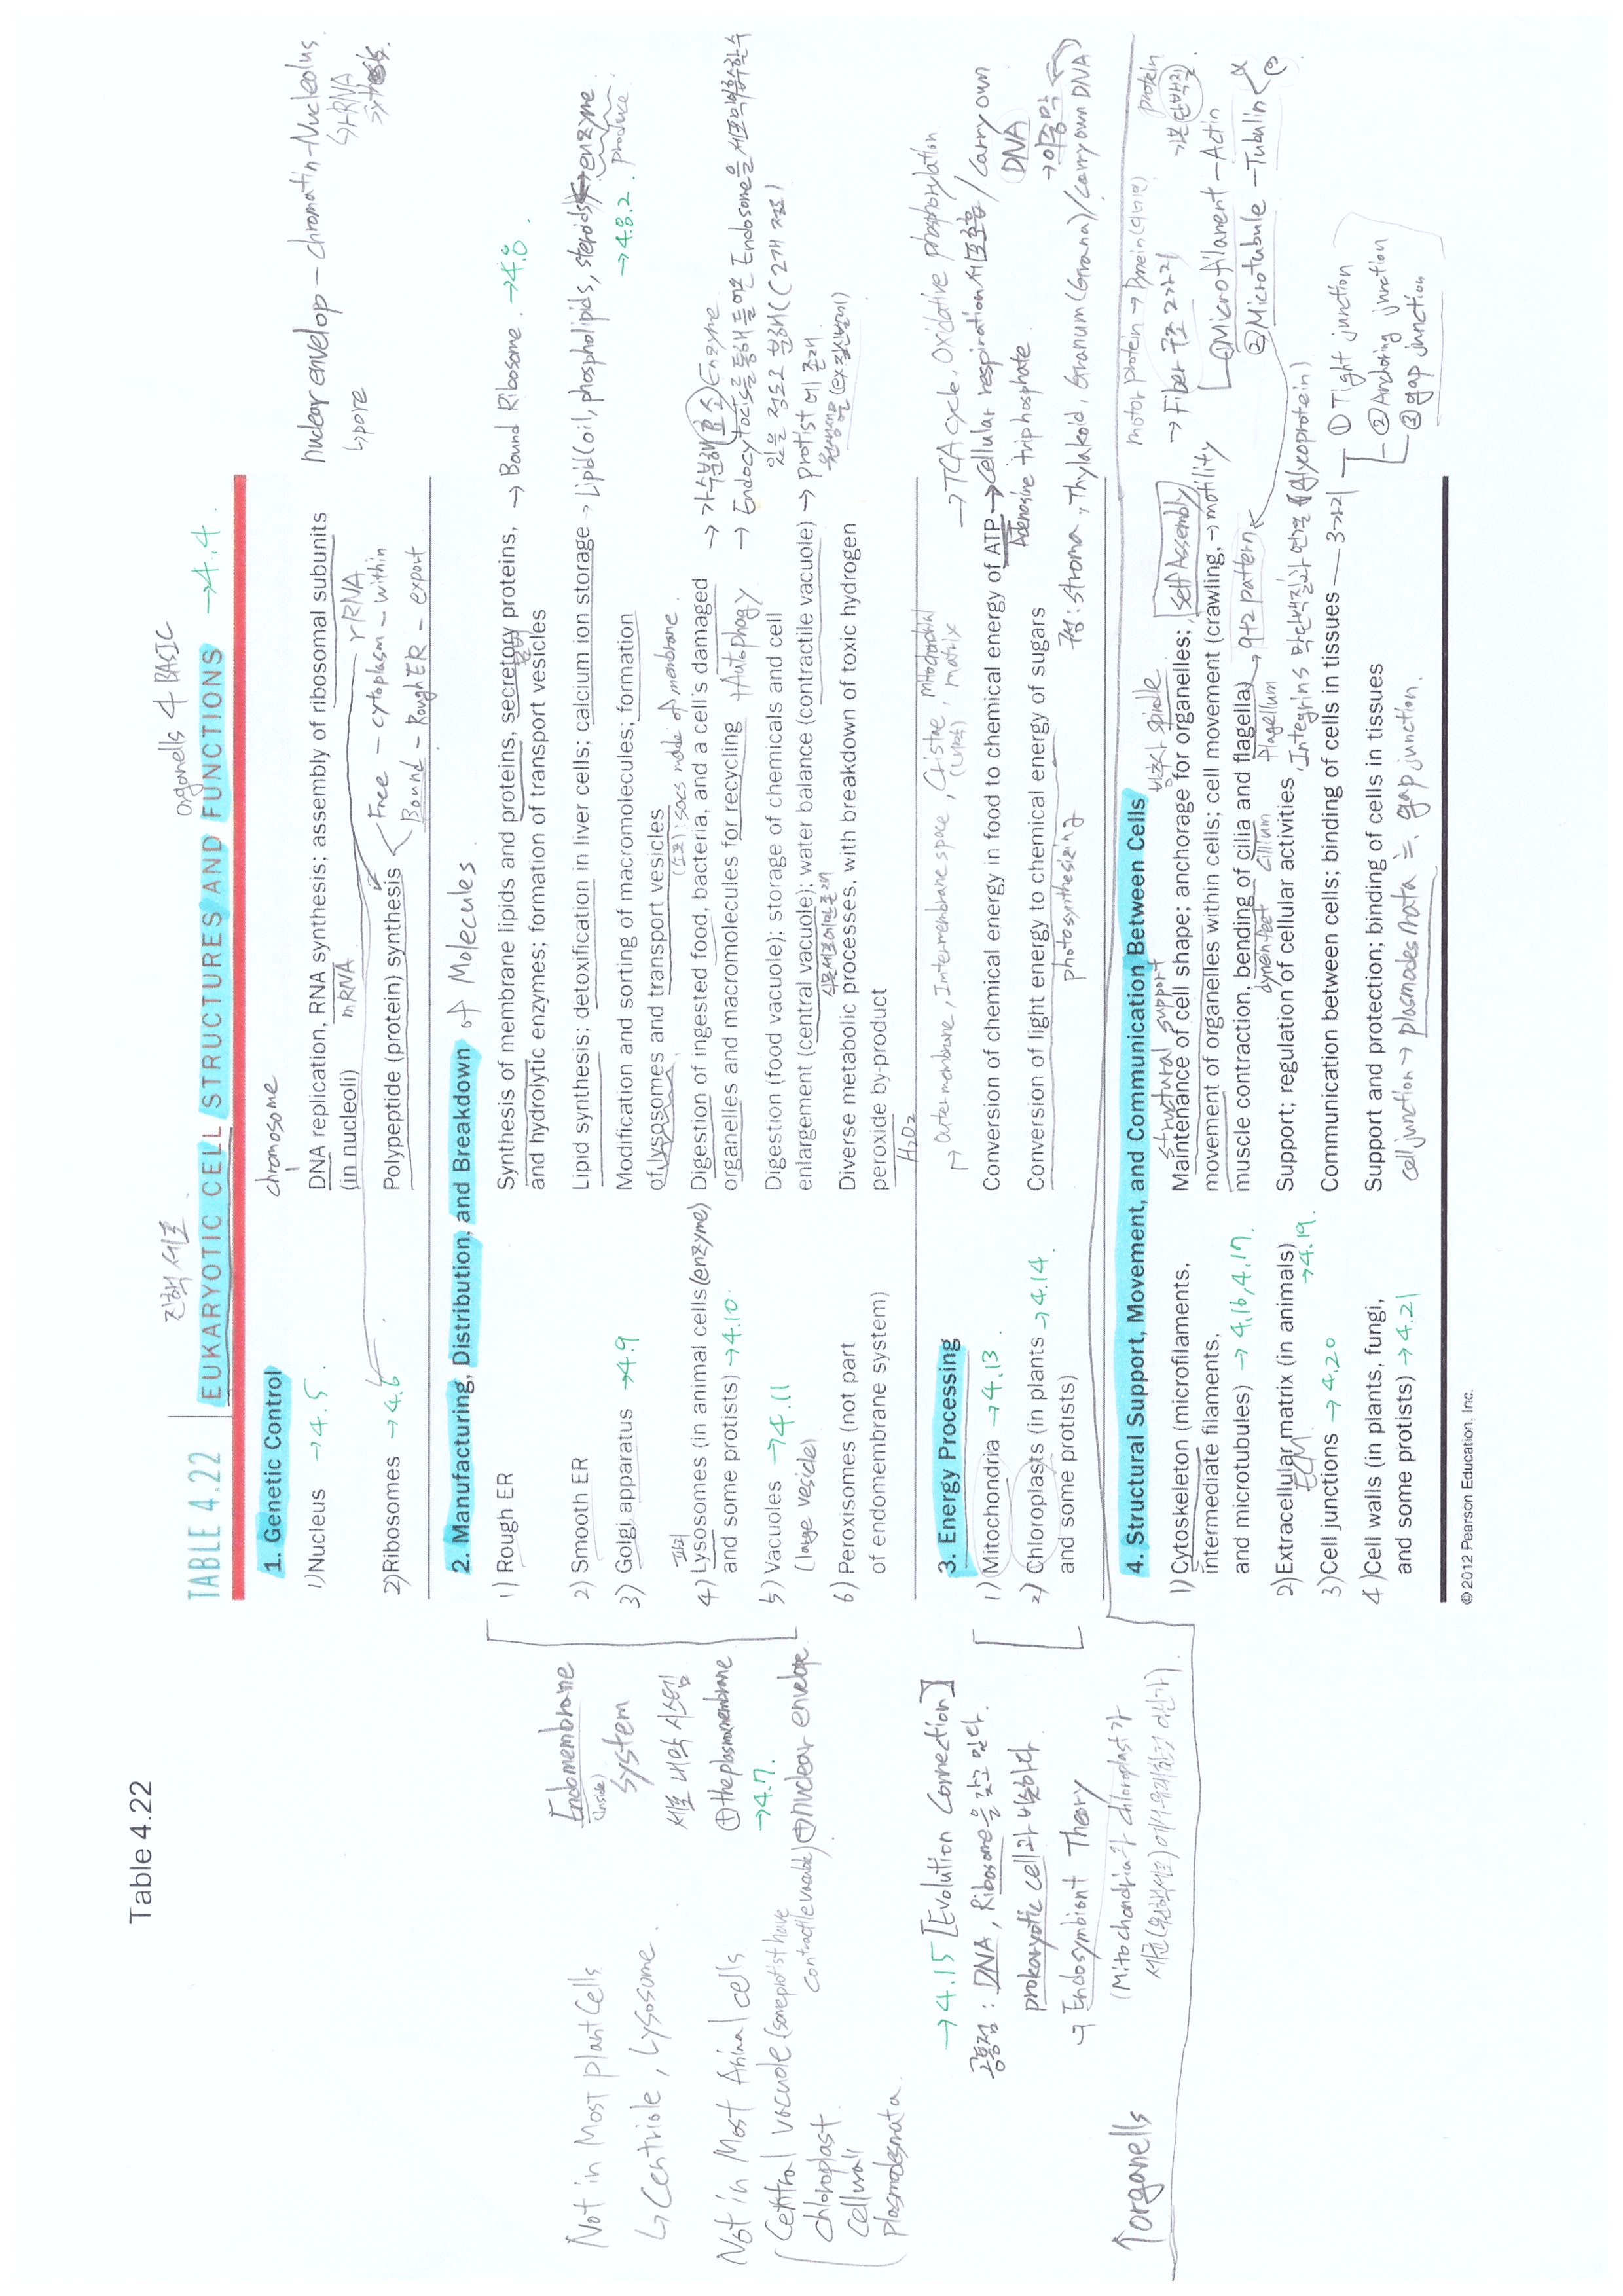 Table 4.22
진핵 세포
organells 4 BASIC
TABLE 4.22 EUKARYOTIC CELL STRUCTURES AND FUNCTIONS →4.4
1. Genetic Control
chromosome
1)Nucleus →4.5
DNA replication, RNA synthesis; assembly of ribosomal subunits
(in nucleoli) mRNA rRNA
nuclear envelop - chromatin-Nucleolus
↳pore
↳rRNA
2)Ribosomes →4.6
Polypeptide (protein) synthesis
Free - cytoplasm - within
Bound - Rough ER - export
2. Manufacturing, Distribution, and Breakdown of Molecules
1) Rough ER
Synthesis of membrane lipids and proteins, secretory proteins, → Bound Ribosome. →4.8
분비
and hydrolytic enzymes; formation of transport vesicles
2) Smooth ER
Lipid synthesis; detoxification in liver cells; calcium ion storage → Lipid(oil, phospholipids, steroids) enzyme
→4.8.2. produce
3) Golgi apparatus →4.9
Modification and sorting of macromolecules; formation
of lysosomes and transport vesicles
(소포): sacs made of membrane
파괴
4) Lysosomes (in animal cells (enzyme)
and some protists) →4.10
Digestion of ingested food, bacteria, and a cell's damaged
organelles and macromolecules for recycling +Autophagy
→ 가수분해 효소 Enzyme
→ Endocytocis를 통해 들어온 Endosome을 세포막이 흡수할 수
있을 정도로 분해
5) Vacuoles →4.11
(large vesicle)
Digestion (food vacuole); storage of chemicals and cell
enlargement (central vacuole); water balance (contractile vacuole) → protist에 존재
식물세포에만 존재
원생생물 (ex 짚신벌레)
6) Peroxisomes (not part
of endomembrane system)
Diverse metabolic processes, with breakdown of toxic hydrogen
peroxide by-product
H₂O₂
Endomembrane
(inside)
system
세포 내막 시스템
⊕the plasmamembrane
→4.7.
⊕nuclear envelope
Not in Most plant Cells
↳ Centriole, Lysosome.
Not in Most Animal cells
Central vacuole (some protist have
contractile vacuole)
chloroplast
Cell wall
plasmodesmata
3. Energy Processing
→ Outermembrane, Intermembrane space, Cristae, mitochondrial
(내막) matrix
→TCA cycle, Oxidative phosphorylation
1) Mitochondria →4.13
Conversion of chemical energy in food to chemical energy of ATP →Cellular respiration 세포호흡 / carry own
DNA
Adenosine triphosphate
→이중막
2) Chloroplasts (in plants →4.14
and some protists)
Conversion of light energy to chemical energy of sugars
photosynthesizing
구성: stroma, Thylakoid, Granum(Grana)/carry own DNA
→4.15 [Evolution Connection]
공통점: DNA, Ribosome을 갖고 있다.
prokaryotic cell과 비슷하다
→ Endosymbiont Theory
(Mitochondria와 chloroplast가
세균(원핵세포)에서 유래한것 아닌가)
↑organells
4. Structural Support, Movement, and Communication Between Cells
structural support
방추사 spindle
1) Cytoskeleton (microfilaments,
intermediate filaments,
and microtubules) → 4.16, 4.17.
Maintenance of cell shape; anchorage for organelles; Self Assembly
movement of organelles within cells; cell movement (crawling, → motility
muscle contraction, bending of cilia and flagella) → 9+2 pattern
dynein feet Cillium flagellum
motor protein → Dynein(디네인)
→ Fiber 구조 2가지
protein
기본 단백질
①Microfilament - Actin
②Microtubule - Tubulin < α
β
2)Extracellular matrix (in animals)
ECM →4.19.
Support; regulation of cellular activities
Integrins 막단백질과 연결 (glycoprotein)
3)Cell junctions → 4.20
Communication between cells; binding of cells in tissues — 3가지
① Tight junction
② Anchoring junction
③ gap junction
4)Cell walls (in plants, fungi,
and some protists) → 4.21
Support and protection; binding of cells in tissues
cell junction → plasmodesmata ≒ gap junction.
© 2012 Pearson Education, Inc.